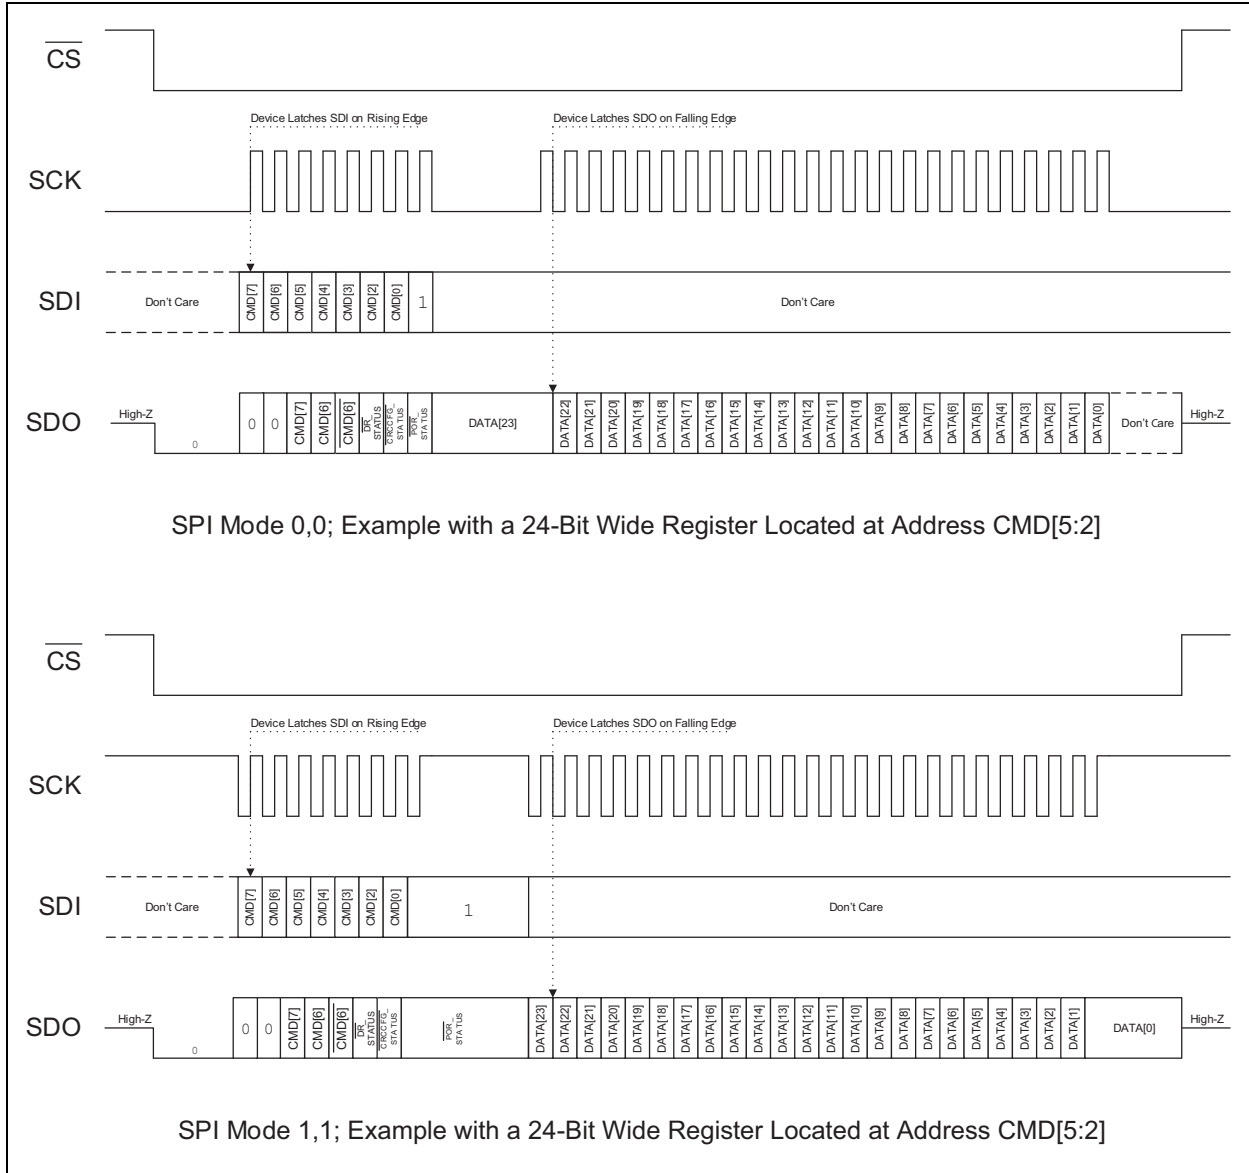 CS
Device Latches SDI on Rising Edge Device Latches SDO on Falling Edge
SCK
SDI Don't Care CMD[7] CMD[6] CMD[5] CMD[4] CMD[3] CMD[2] CMD[0] 1 Don't Care
SDO High-Z 0 0 0 CMD[7] CMD[6] CMD[6] DR_STATUS CRCCFG_STATUS POR_STATUS DATA[23] DATA[22] DATA[21] DATA[20] DATA[19] DATA[18] DATA[17] DATA[16] DATA[15] DATA[14] DATA[13] DATA[12] DATA[11] DATA[10] DATA[9] DATA[8] DATA[7] DATA[6] DATA[5] DATA[4] DATA[3] DATA[2] DATA[1] DATA[0] Don't Care High-Z
SPI Mode 0,0; Example with a 24-Bit Wide Register Located at Address CMD[5:2]
CS
Device Latches SDI on Rising Edge Device Latches SDO on Falling Edge
SCK
SDI Don't Care CMD[7] CMD[6] CMD[5] CMD[4] CMD[3] CMD[2] CMD[0] 1 Don't Care
SDO High-Z 0 0 0 CMD[7] CMD[6] CMD[6] DR_STATUS CRCCFG_STATUS POR_STATUS DATA[23] DATA[22] DATA[21] DATA[20] DATA[19] DATA[18] DATA[17] DATA[16] DATA[15] DATA[14] DATA[13] DATA[12] DATA[11] DATA[10] DATA[9] DATA[8] DATA[7] DATA[6] DATA[5] DATA[4] DATA[3] DATA[2] DATA[1] DATA[0] High-Z
SPI Mode 1,1; Example with a 24-Bit Wide Register Located at Address CMD[5:2]